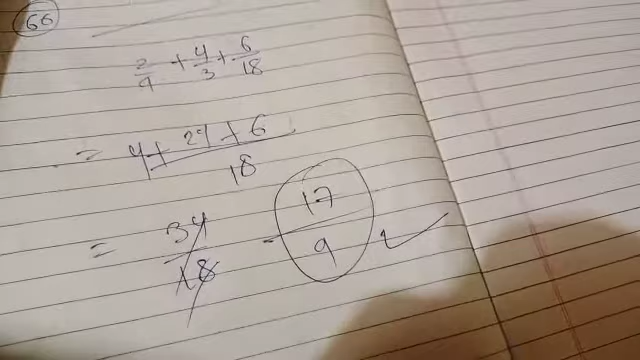 66
2/9 + 4/3 + 6/18
= 4 + 24 + 6 / 18
= 34/18 - 17/9 ✓